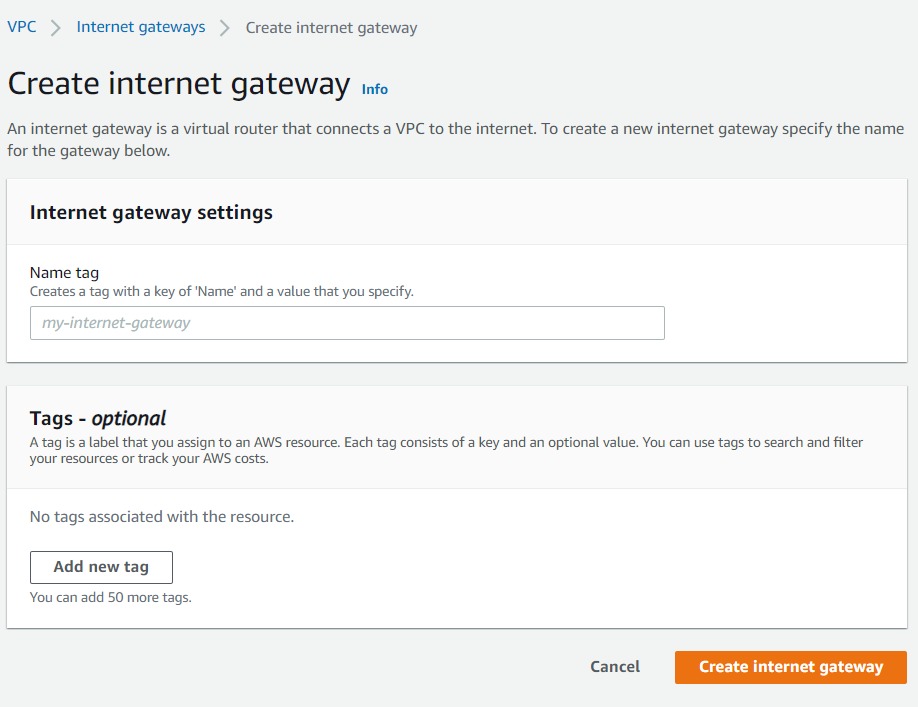 VPC > Internet gateways > Create internet gateway
Create internet gateway Info
An internet gateway is a virtual router that connects a VPC to the internet. To create a new internet gateway specify the name
for the gateway below.
Internet gateway settings
Name tag
Creates a tag with a key of 'Name' and a value that you specify.
my-internet-gateway
Tags - optional
A tag is a label that you assign to an AWS resource. Each tag consists of a key and an optional value. You can use tags to search and filter
your resources or track your AWS costs.
No tags associated with the resource.
Add new tag
You can add 50 more tags.
Cancel Create internet gateway